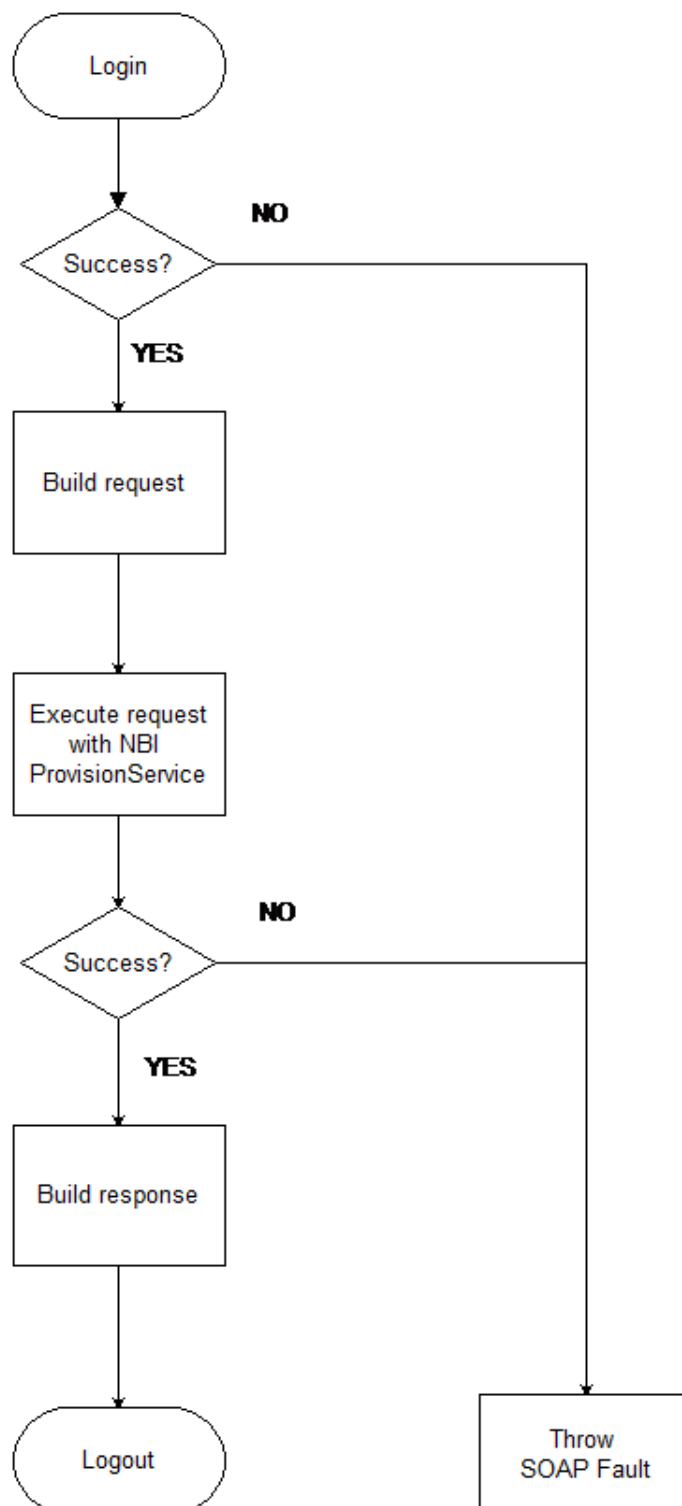 Login
NO
Success?
YES
Build request
Execute request
with NBI
ProvisionService
NO
Success?
YES
Build response
Logout
Throw
SOAP Fault